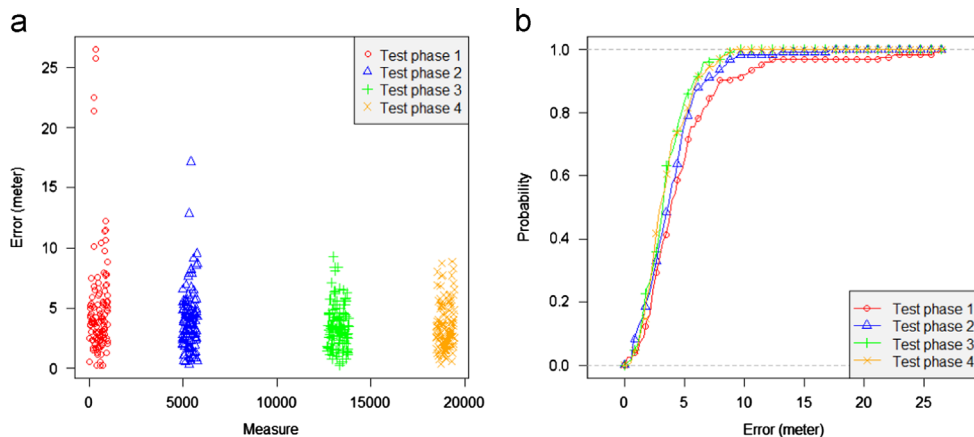 a
25
20
15
10
5
0
Error (meter)
0
5000
10000
15000
20000
Measure
Test phase 1
Test phase 2
Test phase 3
Test phase 4
b
1.0
0.8
0.6
0.4
0.2
0.0
Probability
0
5
10
15
20
25
Error (meter)
Test phase 1
Test phase 2
Test phase 3
Test phase 4